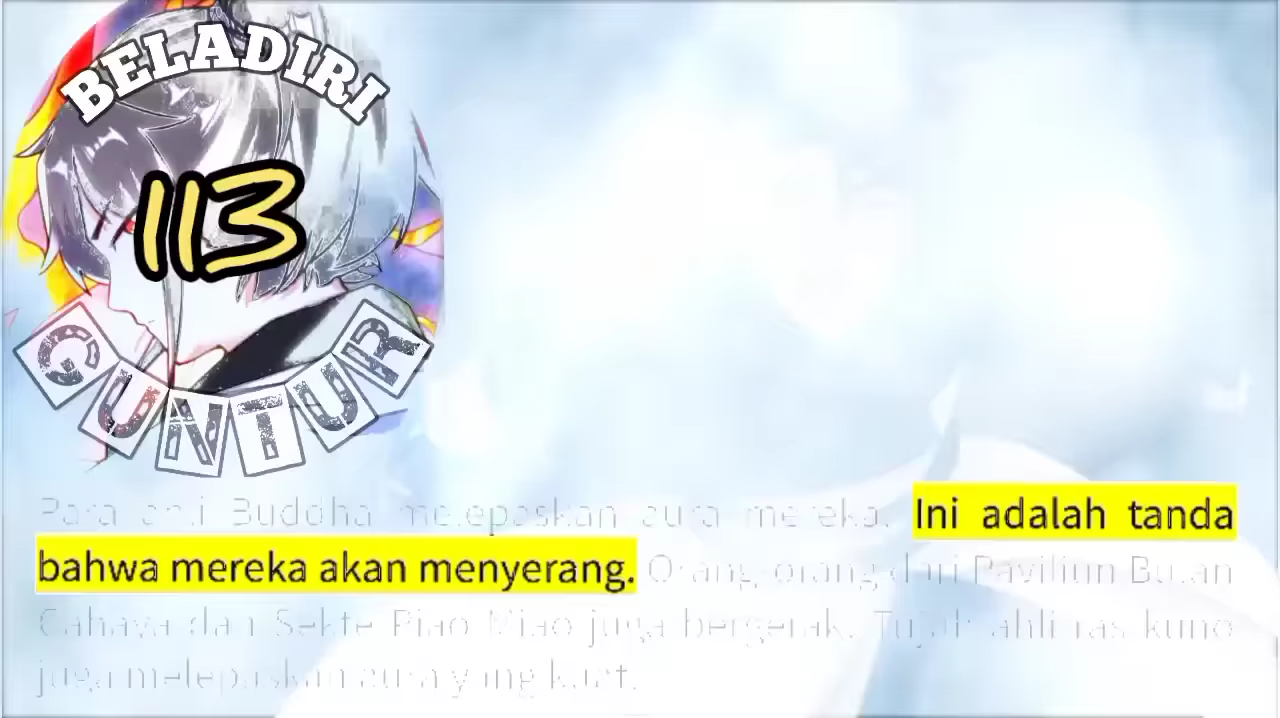 BELADIRI
113
GUNTUR
Para ahli Buddha melepaskan aura mereka. Ini adalah tanda
bahwa mereka akan menyerang. Orang-orang dari Paviliun Bulan
Cahaya dan Sekte Piao Miao juga bergerak. Tujuh ahli ras kuno
juga melepaskan aura yang kuat.